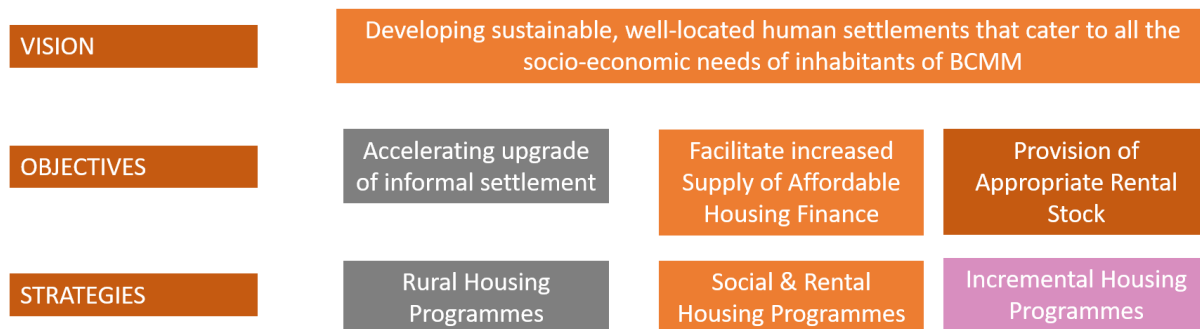 VISION
Developing sustainable, well-located human settlements that cater to all the
socio-economic needs of inhabitants of BCMM
OBJECTIVES
Accelerating upgrade
of informal settlement
Facilitate increased
Supply of Affordable
Housing Finance
Provision of
Appropriate Rental
Stock
STRATEGIES
Rural Housing
Programmes
Social & Rental
Housing Programmes
Incremental Housing
Programmes